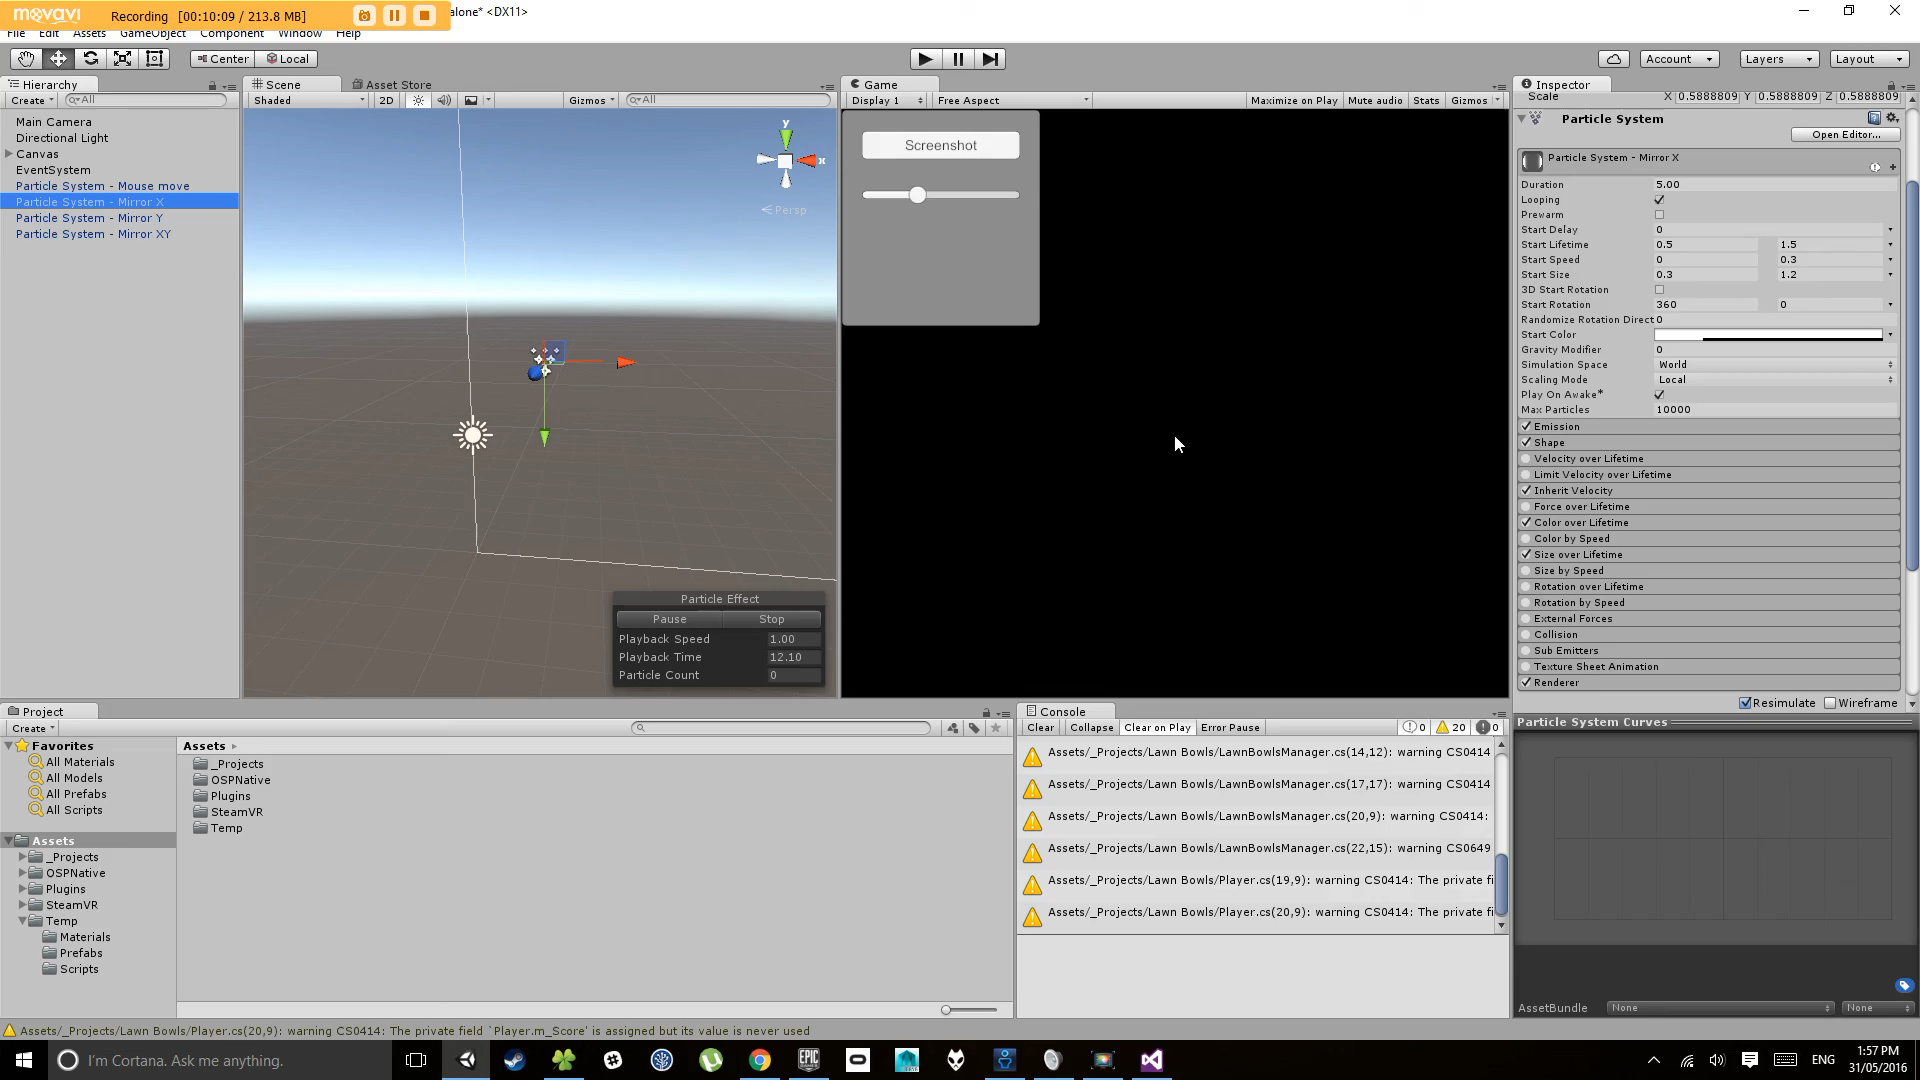 movavi Recording [00:10:09 / 213.8 MB] alone* <DX11>
File Edit Assets GameObject Component Window Help
Center Local Account Layers Layout
Hierarchy
Create All
Main Camera
Directional Light
Canvas
EventSystem
Particle System - Mouse move
Particle System - Mirror X
Particle System - Mirror Y
Particle System - Mirror XY
Scene Asset Store
Shaded 2D Gizmos All
y
x
Persp
Particle Effect
Pause Stop
Playback Speed 1.00
Playback Time 12.10
Particle Count 0
Game
Display 1 Free Aspect Maximize on Play Mute audio Stats Gizmos
Screenshot
Inspector
Scale X 0.5888809 Y 0.5888809 Z 0.5888809
Particle System
Open Editor...
Particle System - Mirror X
Duration 5.00
Looping
Prewarm
Start Delay 0
Start Lifetime 0.5 1.5
Start Speed 0 0.3
Start Size 0.3 1.2
3D Start Rotation
Start Rotation 360 0
Randomize Rotation Direct 0
Start Color
Gravity Modifier 0
Simulation Space World
Scaling Mode Local
Play On Awake*
Max Particles 10000
Emission
Shape
Velocity over Lifetime
Limit Velocity over Lifetime
Inherit Velocity
Force over Lifetime
Color over Lifetime
Color by Speed
Size over Lifetime
Size by Speed
Rotation over Lifetime
Rotation by Speed
External Forces
Collision
Sub Emitters
Texture Sheet Animation
Renderer
Resimulate Wireframe
Particle System Curves
AssetBundle None None
Project
Create
Favorites
All Materials
All Models
All Prefabs
All Scripts
Assets
_Projects
OSPNative
Plugins
SteamVR
Temp
Materials
Prefabs
Scripts
Assets
_Projects
OSPNative
Plugins
SteamVR
Temp
Console
Clear Collapse Clear on Play Error Pause 0 20 0
Assets/_Projects/Lawn Bowls/LawnBowlsManager.cs(14,12): warning CS0414
Assets/_Projects/Lawn Bowls/LawnBowlsManager.cs(17,17): warning CS0414
Assets/_Projects/Lawn Bowls/LawnBowlsManager.cs(20,9): warning CS0414:
Assets/_Projects/Lawn Bowls/LawnBowlsManager.cs(22,15): warning CS0649
Assets/_Projects/Lawn Bowls/Player.cs(19,9): warning CS0414: The private fi
Assets/_Projects/Lawn Bowls/Player.cs(20,9): warning CS0414: The private fi
Assets/_Projects/Lawn Bowls/Player.cs(20,9): warning CS0414: The private field `Player.m_Score' is assigned but its value is never used
I'm Cortana. Ask me anything.
EPIC GAMES
ENG
1:57 PM
31/05/2016